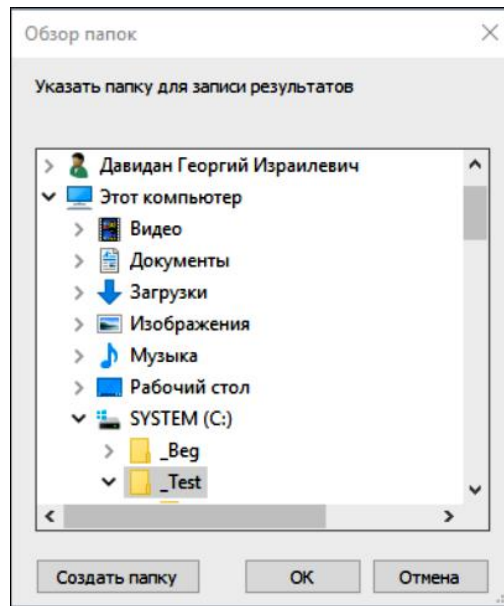 Обзор папок
Указать папку для записи результатов
Давидан Георгий Израилевич
Этот компьютер
Видео
Документы
Загрузки
Изображения
Музыка
Рабочий стол
SYSTEM (C:)
_Beg
_Test
Создать папку
ОК
Отмена